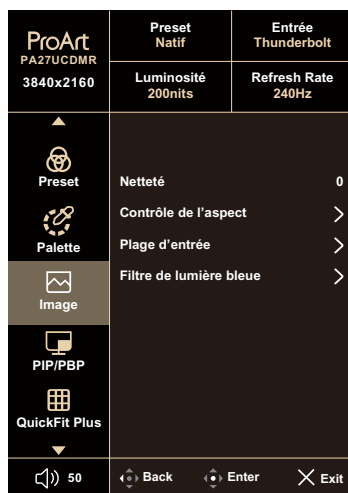 ProArt
PA27UCDMR
3840x2160
Preset
Natif
Entrée
Thunderbolt
Luminosité
200nits
Refresh Rate
240Hz
Preset
Palette
Image
PIP/PBP
QuickFit Plus
Netteté 0
Contrôle de l'aspect
Plage d'entrée
Filtre de lumière bleue
50
Back Enter Exit